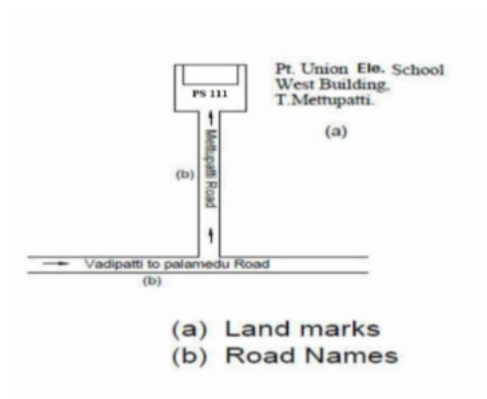 Pt. Union Ele. School
West Building,
T.Mettupatti.
PS 111
(a)
(b)
Mettupatti Road
Vadipatti to palamedu Road
(b)
(a) Land marks
(b) Road Names